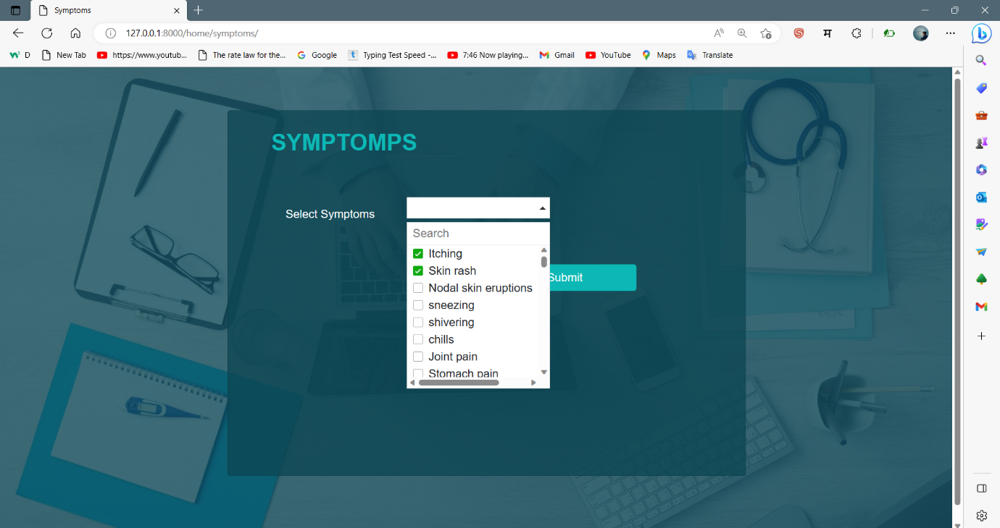 Symptoms
127.0.0.1:8000/home/symptoms/
D New Tab https://www.youtub... The rate law for the... Google Typing Test Speed -... 7:46 Now playing... Gmail YouTube Maps Translate
SYMPTOMPS
Select Symptoms
Search
Itching
Skin rash
Submit
Nodal skin eruptions
sneezing
shivering
chills
Joint pain
Stomach pain